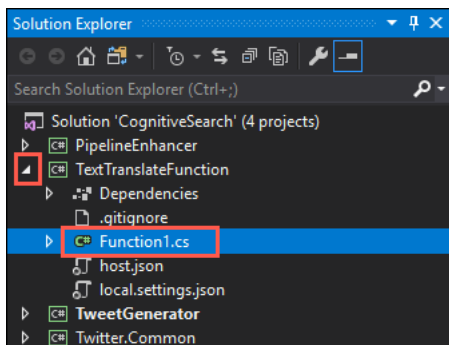 Solution Explorer
Search Solution Explorer (Ctrl+;)
Solution 'CognitiveSearch' (4 projects)
C# PipelineEnhancer
C# TextTranslateFunction
Dependencies
.gitignore
C# Function1.cs
host.json
local.settings.json
C# TweetGenerator
C# Twitter.Common